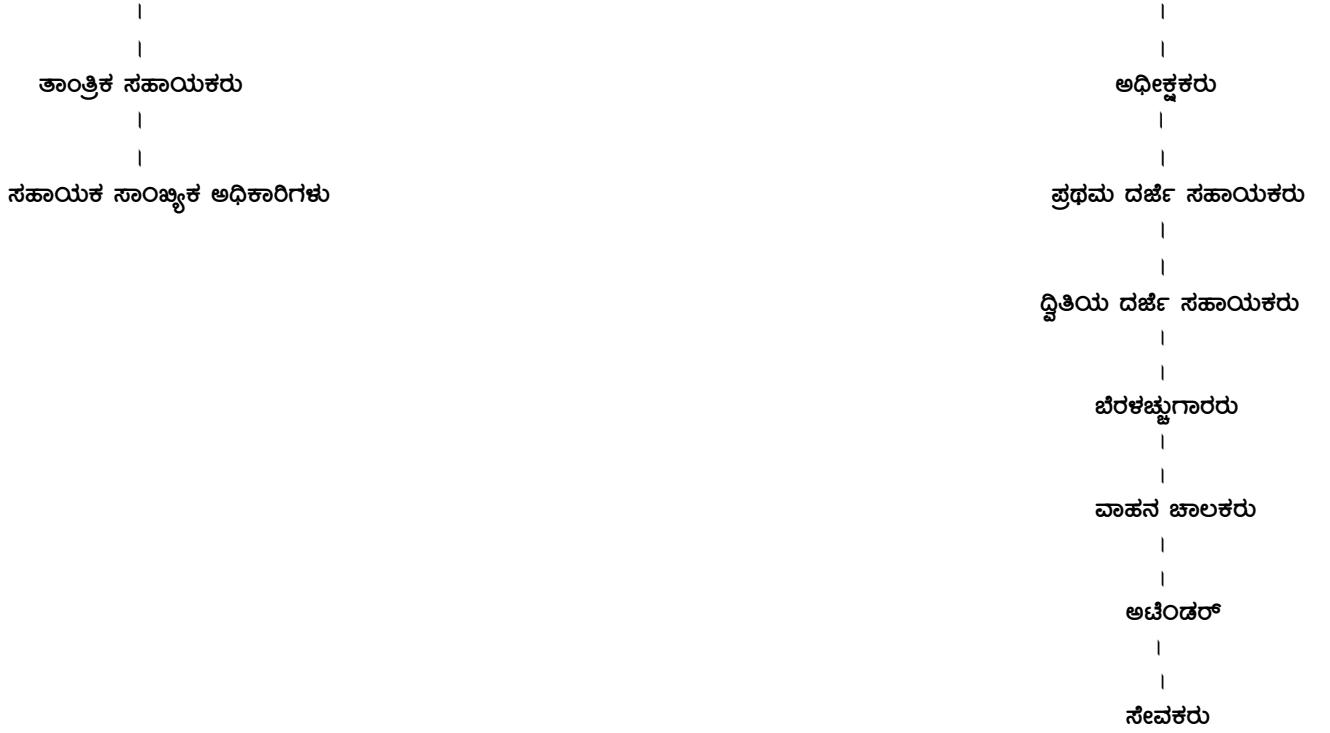 ತಾಂತ್ರಿಕ ಸಹಾಯಕರು ಅಧೀಕ್ಷಕರು
ಸಹಾಯಕ ಸಾಂಖ್ಯಿಕ ಅಧಿಕಾರಿಗಳು ಪ್ರಥಮ ದರ್ಜೆ ಸಹಾಯಕರು
ದ್ವಿತಿಯ ದರ್ಜೆ ಸಹಾಯಕರು
ಬೆರಳಚ್ಚುಗಾರರು
ವಾಹನ ಚಾಲಕರು
ಅಟೆಂಡರ್
ಸೇವಕರು